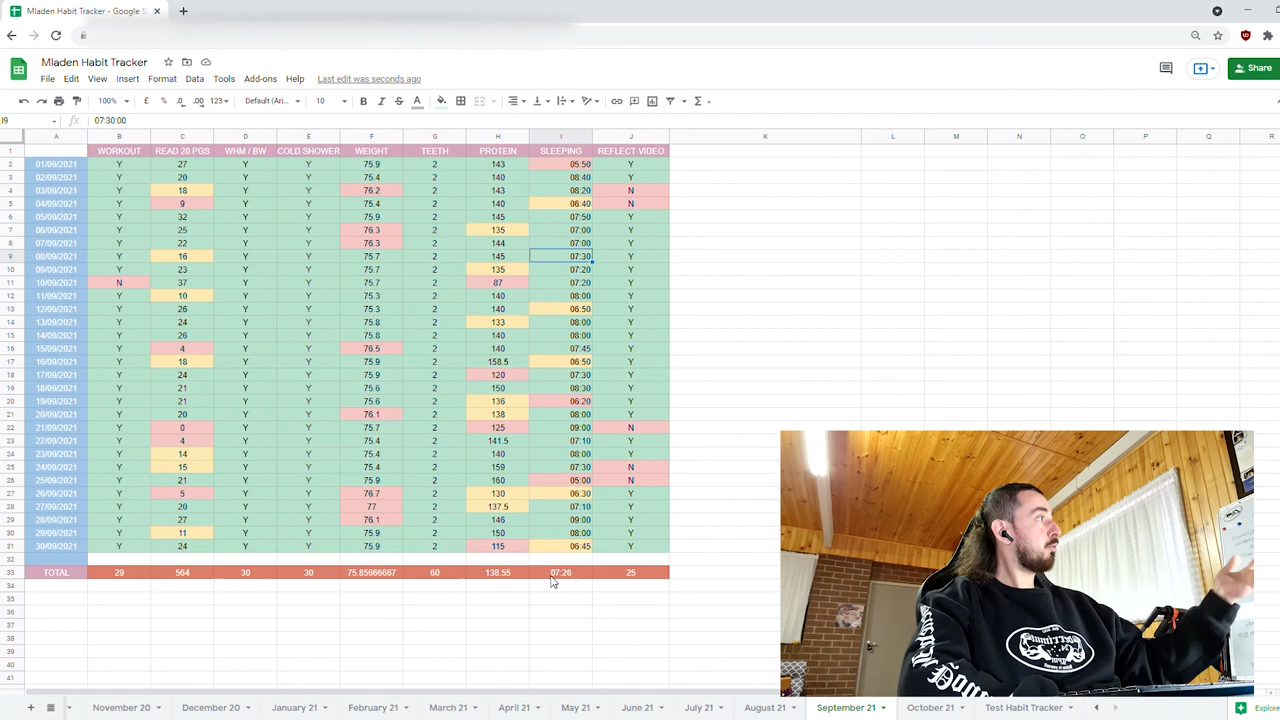 Mladen Habit Tracker - Google S
Mladen Habit Tracker
File Edit View Insert Format Data Tools Add-ons Help Last edit was seconds ago
Share
100% £ % .0 .00 123 Default (Ari... 10 B I S A
I9 fx 07:30:00
A B C D E F G H I J K L M N O P Q R
1 WORKOUT READ 20 PGS WHM / BW COLD SHOWER WEIGHT TEETH PROTEIN SLEEPING REFLECT VIDEO
2 01/09/2021 Y 27 Y Y 75.9 2 143 05:50 Y
3 02/09/2021 Y 20 Y Y 75.4 2 140 08:40 Y
4 03/09/2021 Y 18 Y Y 76.2 2 143 08:20 N
5 04/09/2021 Y 9 Y Y 75.4 2 140 06:40 N
6 05/09/2021 Y 32 Y Y 75.9 2 145 07:50 Y
7 06/09/2021 Y 25 Y Y 76.3 2 135 07:00 Y
8 07/09/2021 Y 22 Y Y 76.3 2 144 07:00 Y
9 08/09/2021 Y 16 Y Y 75.7 2 145 07:30 Y
10 09/09/2021 Y 23 Y Y 75.7 2 135 07:20 Y
11 10/09/2021 N 37 Y Y 75.7 2 87 07:20 Y
12 11/09/2021 Y 10 Y Y 75.3 2 140 08:00 Y
13 12/09/2021 Y 26 Y Y 75.3 2 140 06:50 Y
14 13/09/2021 Y 24 Y Y 75.8 2 133 08:00 Y
15 14/09/2021 Y 26 Y Y 75.8 2 140 08:00 Y
16 15/09/2021 Y 4 Y Y 76.5 2 140 07:45 Y
17 16/09/2021 Y 18 Y Y 75.9 2 158.5 06:50 Y
18 17/09/2021 Y 24 Y Y 75.9 2 120 07:30 Y
19 18/09/2021 Y 21 Y Y 75.6 2 150 08:30 Y
20 19/09/2021 Y 21 Y Y 75.4 2 136 06:20 Y
21 20/09/2021 Y 20 Y Y 76.1 2 138 08:00 Y
22 21/09/2021 Y 0 Y Y 75.7 2 125 09:00 N
23 22/09/2021 Y 4 Y Y 75.4 2 141.5 07:10 Y
24 23/09/2021 Y 14 Y Y 75.4 2 140 08:00 Y
25 24/09/2021 Y 15 Y Y 75.4 2 159 07:30 N
26 25/09/2021 Y 21 Y Y 75.9 2 160 05:00 N
27 26/09/2021 Y 5 Y Y 76.7 2 130 06:30 Y
28 27/09/2021 Y 20 Y Y 77 2 137.5 07:10 Y
29 28/09/2021 Y 27 Y Y 76.1 2 146 09:00 Y
30 29/09/2021 Y 11 Y Y 75.9 2 150 08:00 Y
31 30/09/2021 Y 24 Y Y 75.9 2 115 06:45 Y
32
33 TOTAL 29 564 30 30 75.85666667 60 138.55 07:26 25
34
35
36
37
38
39
40
41
November 20 December 20 January 21 February 21 March 21 April 21 May 21 June 21 July 21 August 21 September 21 October 21 Test Habit Tracker Explore